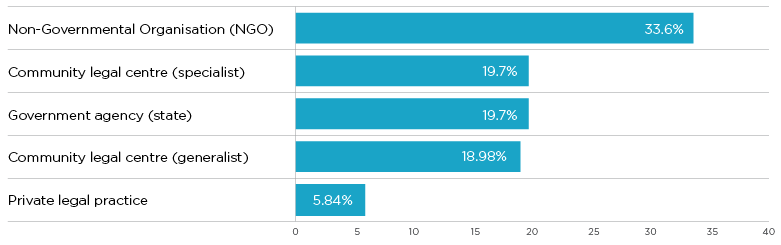 Non-Governmental Organisation (NGO) 33.6%
Community legal centre (specialist) 19.7%
Government agency (state) 19.7%
Community legal centre (generalist) 18.98%
Private legal practice 5.84%
0 5 10 15 20 25 30 35 40